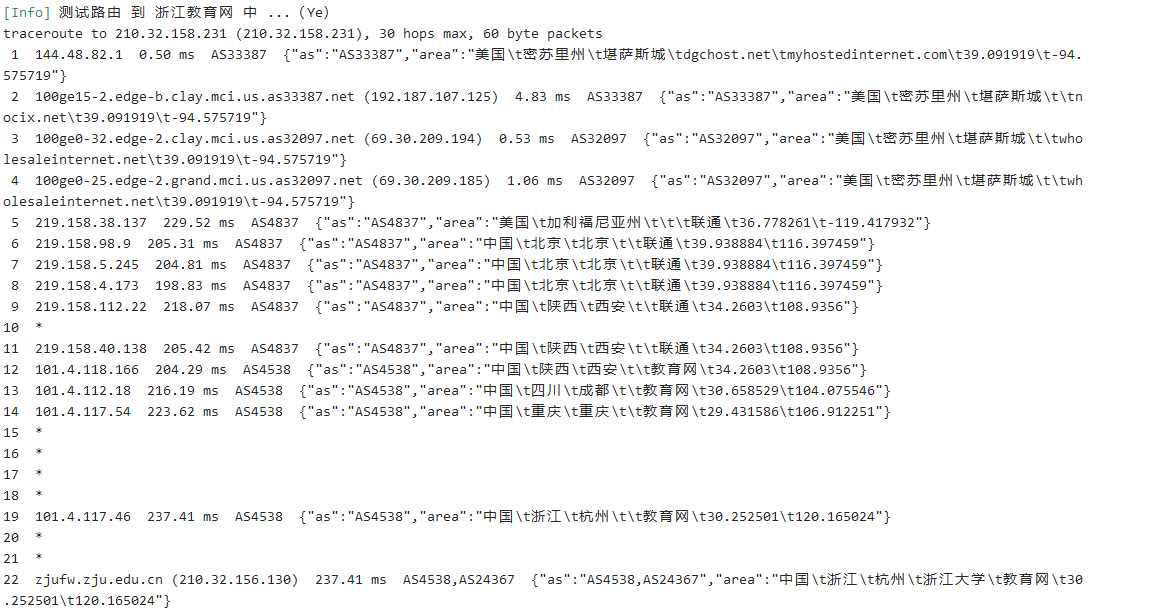 [Info] 测试路由 到 浙江教育网 中 ... (Ye)
traceroute to 210.32.158.231 (210.32.158.231), 30 hops max, 60 byte packets
 1  144.48.82.1  0.50 ms  AS33387  {"as":"AS33387","area":"美国\t密苏里州\t堪萨斯城\tdgchost.net\tmyhostedinternet.com\t39.091919\t-94.
575719"}
 2  100ge15-2.edge-b.clay.mci.us.as33387.net (192.187.107.125)  4.83 ms  AS33387  {"as":"AS33387","area":"美国\t密苏里州\t堪萨斯城\t\tn
ocix.net\t39.091919\t-94.575719"}
 3  100ge0-32.edge-2.clay.mci.us.as32097.net (69.30.209.194)  0.53 ms  AS32097  {"as":"AS32097","area":"美国\t密苏里州\t堪萨斯城\t\twho
lesaleinternet.net\t39.091919\t-94.575719"}
 4  100ge0-25.edge-2.grand.mci.us.as32097.net (69.30.209.185)  1.06 ms  AS32097  {"as":"AS32097","area":"美国\t密苏里州\t堪萨斯城\t\twh
olesaleinternet.net\t39.091919\t-94.575719"}
 5  219.158.38.137  229.52 ms  AS4837  {"as":"AS4837","area":"美国\t加利福尼亚州\t\t\t联通\t36.778261\t-119.417932"}
 6  219.158.98.9  205.31 ms  AS4837  {"as":"AS4837","area":"中国\t北京\t北京\t\t联通\t39.938884\t116.397459"}
 7  219.158.5.245  204.81 ms  AS4837  {"as":"AS4837","area":"中国\t北京\t北京\t\t联通\t39.938884\t116.397459"}
 8  219.158.4.173  198.83 ms  AS4837  {"as":"AS4837","area":"中国\t北京\t北京\t\t联通\t39.938884\t116.397459"}
 9  219.158.112.22  218.07 ms  AS4837  {"as":"AS4837","area":"中国\t陕西\t西安\t\t联通\t34.2603\t108.9356"}
10  *
11  219.158.40.138  205.42 ms  AS4837  {"as":"AS4837","area":"中国\t陕西\t西安\t\t联通\t34.2603\t108.9356"}
12  101.4.118.166  204.29 ms  AS4538  {"as":"AS4538","area":"中国\t陕西\t西安\t\t教育网\t34.2603\t108.9356"}
13  101.4.112.18  216.19 ms  AS4538  {"as":"AS4538","area":"中国\t四川\t成都\t\t教育网\t30.658529\t104.075546"}
14  101.4.117.54  223.62 ms  AS4538  {"as":"AS4538","area":"中国\t重庆\t重庆\t\t教育网\t29.431586\t106.912251"}
15  *
16  *
17  *
18  *
19  101.4.117.46  237.41 ms  AS4538  {"as":"AS4538","area":"中国\t浙江\t杭州\t\t教育网\t30.252501\t120.165024"}
20  *
21  *
22  zjufw.zju.edu.cn (210.32.156.130)  237.41 ms  AS4538,AS24367  {"as":"AS4538,AS24367","area":"中国\t浙江\t杭州\t浙江大学\t教育网\t30
.252501\t120.165024"}